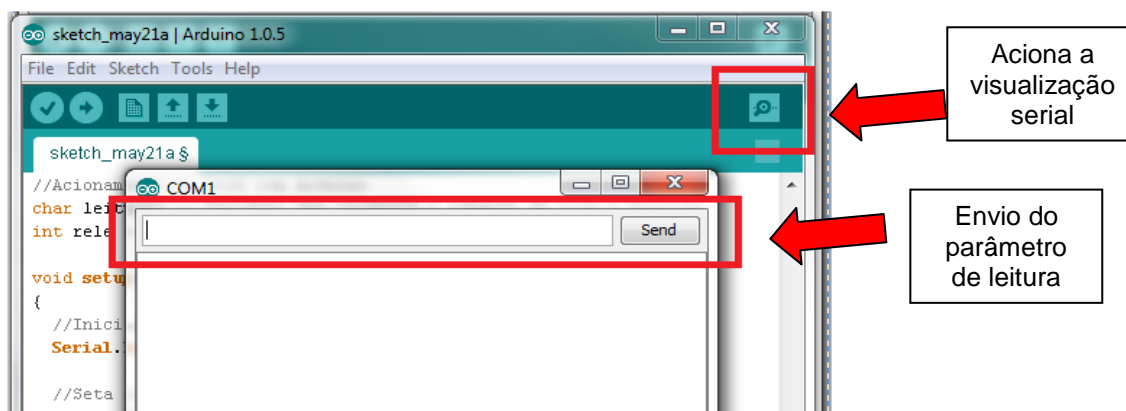 sketch_may21a | Arduino 1.0.5
File Edit Sketch Tools Help
sketch_may21a §
//Acionam
char leit
int rele
void setup
{
//Inici
Serial.
//Seta
COM1
Send
Aciona a
visualização
serial
Envio do
parâmetro
de leitura